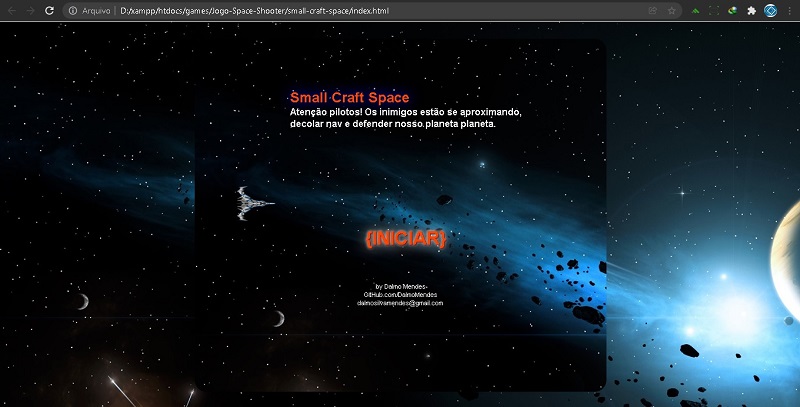 Arquivo | D:/xampp/htdocs/games/Jogo-Space-Shooter/small-craft-space/index.html
Small Craft Space
Atenção pilotos! Os inimigos estão se aproximando,
decolar nav e defender nosso planeta planeta.
{INICIAR}
by Dalmo Mendes-
GitHub.com/DalmoMendes
dalmosilvamendes@gmail.com